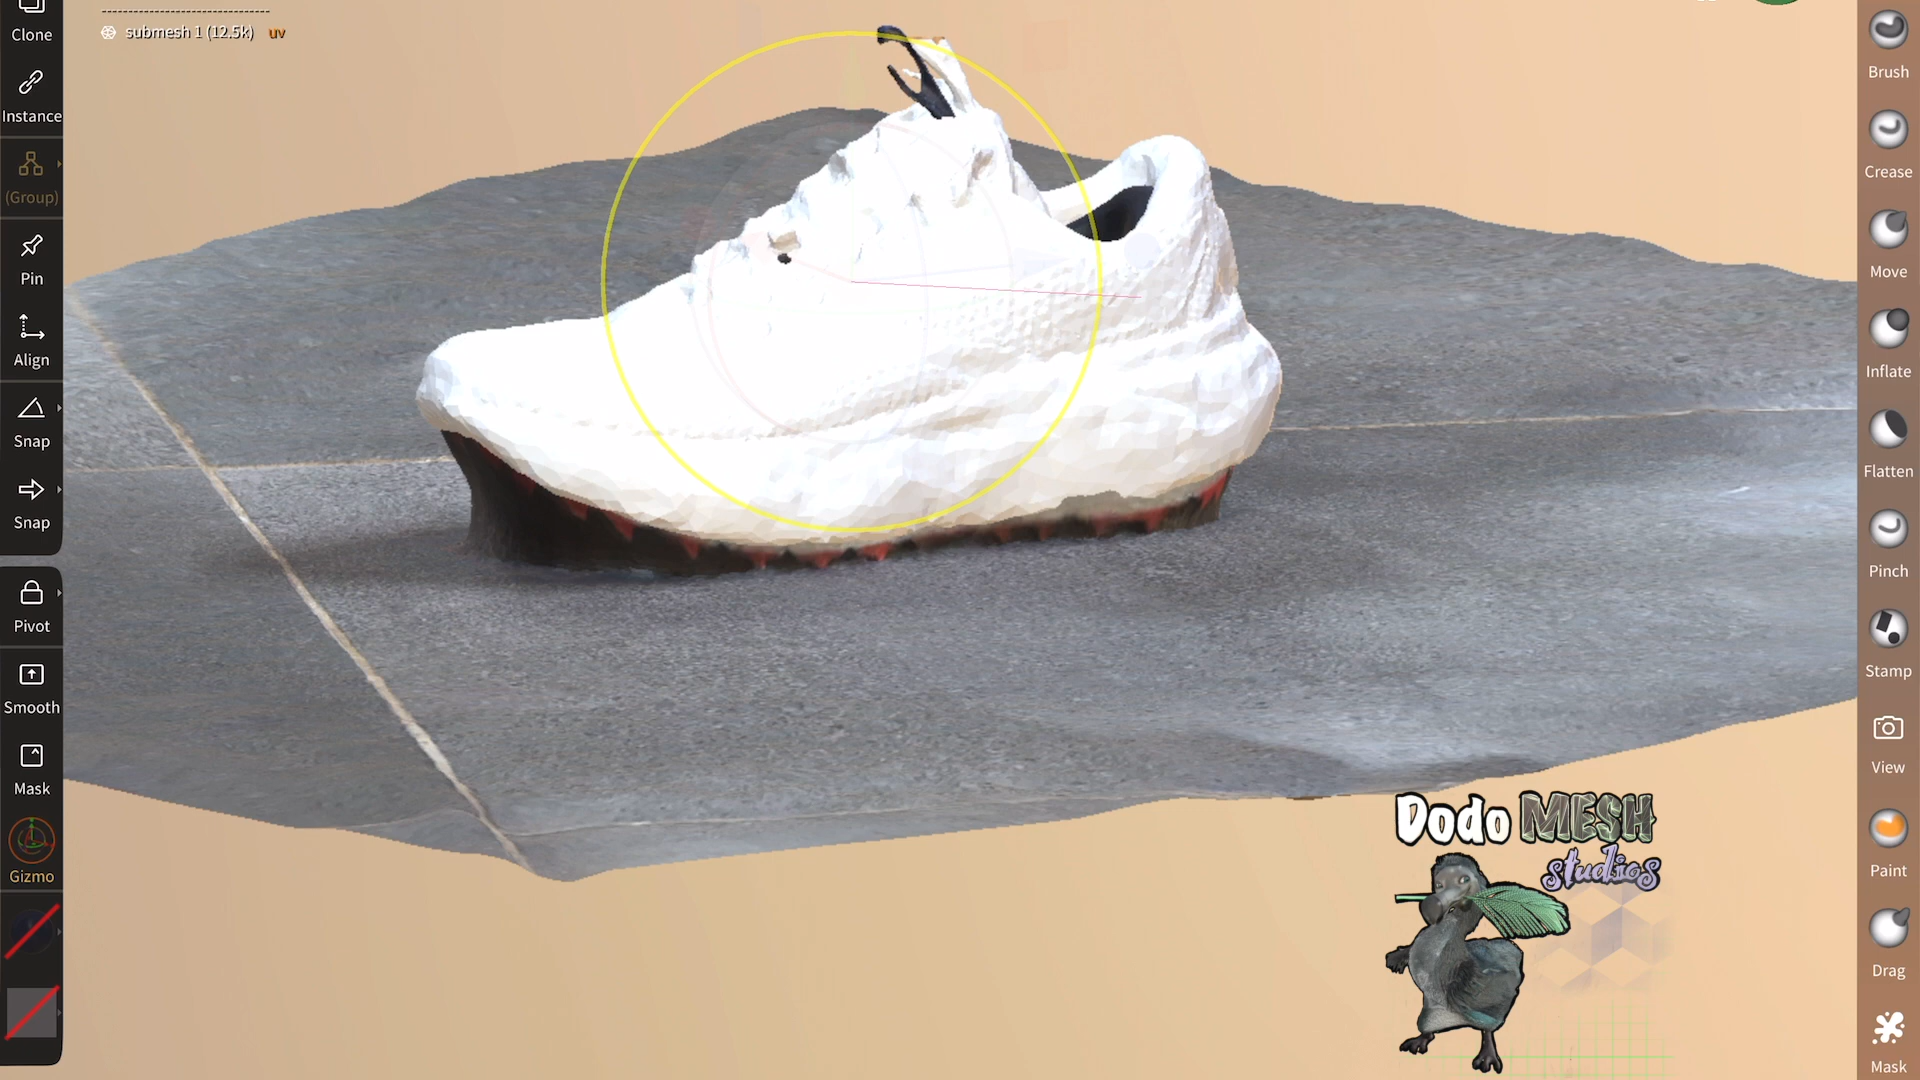 Clone
Instance
(Group)
Pin
Align
Snap
Snap
Pivot
Smooth
Mask
Gizmo
submesh 1 (12.5k) uv
Brush
Crease
Move
Inflate
Flatten
Pinch
Stamp
View
Paint
Drag
Mask
Dodo MESH
studios